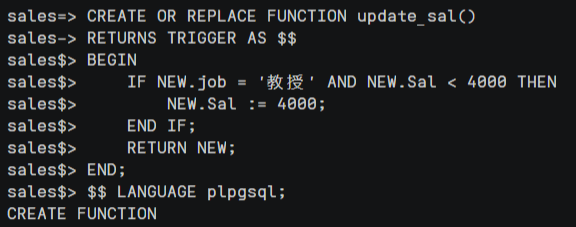 sales=> CREATE OR REPLACE FUNCTION update_sal()
sales-> RETURNS TRIGGER AS $$
sales$> BEGIN
sales$>     IF NEW.job = '教授' AND NEW.Sal < 4000 THEN
sales$>         NEW.Sal := 4000;
sales$>     END IF;
sales$>     RETURN NEW;
sales$> END;
sales$> $$ LANGUAGE plpgsql;
CREATE FUNCTION